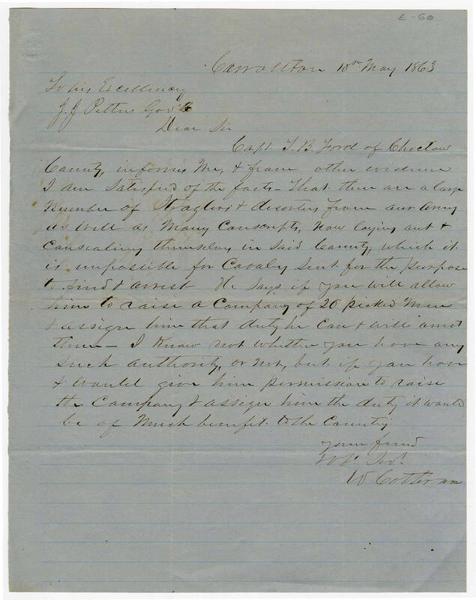 E-50
Carrollton 18th May 1863
To his Excellency
J. J. Pettus Gov &c
Dear Sir
Capt T. B. Ford of Choctaw
County, informs me, & from other evidence
I am satisfied of the facts - that there are a large
Number of Straglers & deserters from our Army
as well as Many Conscripts, Now laying out &
Concealing themselves in Said County, which it
is impossible for Cavalry sent for the purpose
to find & arrest He says if you will allow
him to raise a Company of 20 picked Men
& assign him that duty he can & will arrest
them - I Know not whether you have any
such authority, or not, but if you have
& would give him permission to raise
the Company & assign him the duty it would
be of Much benefit to the County
Your friend
W Cothran